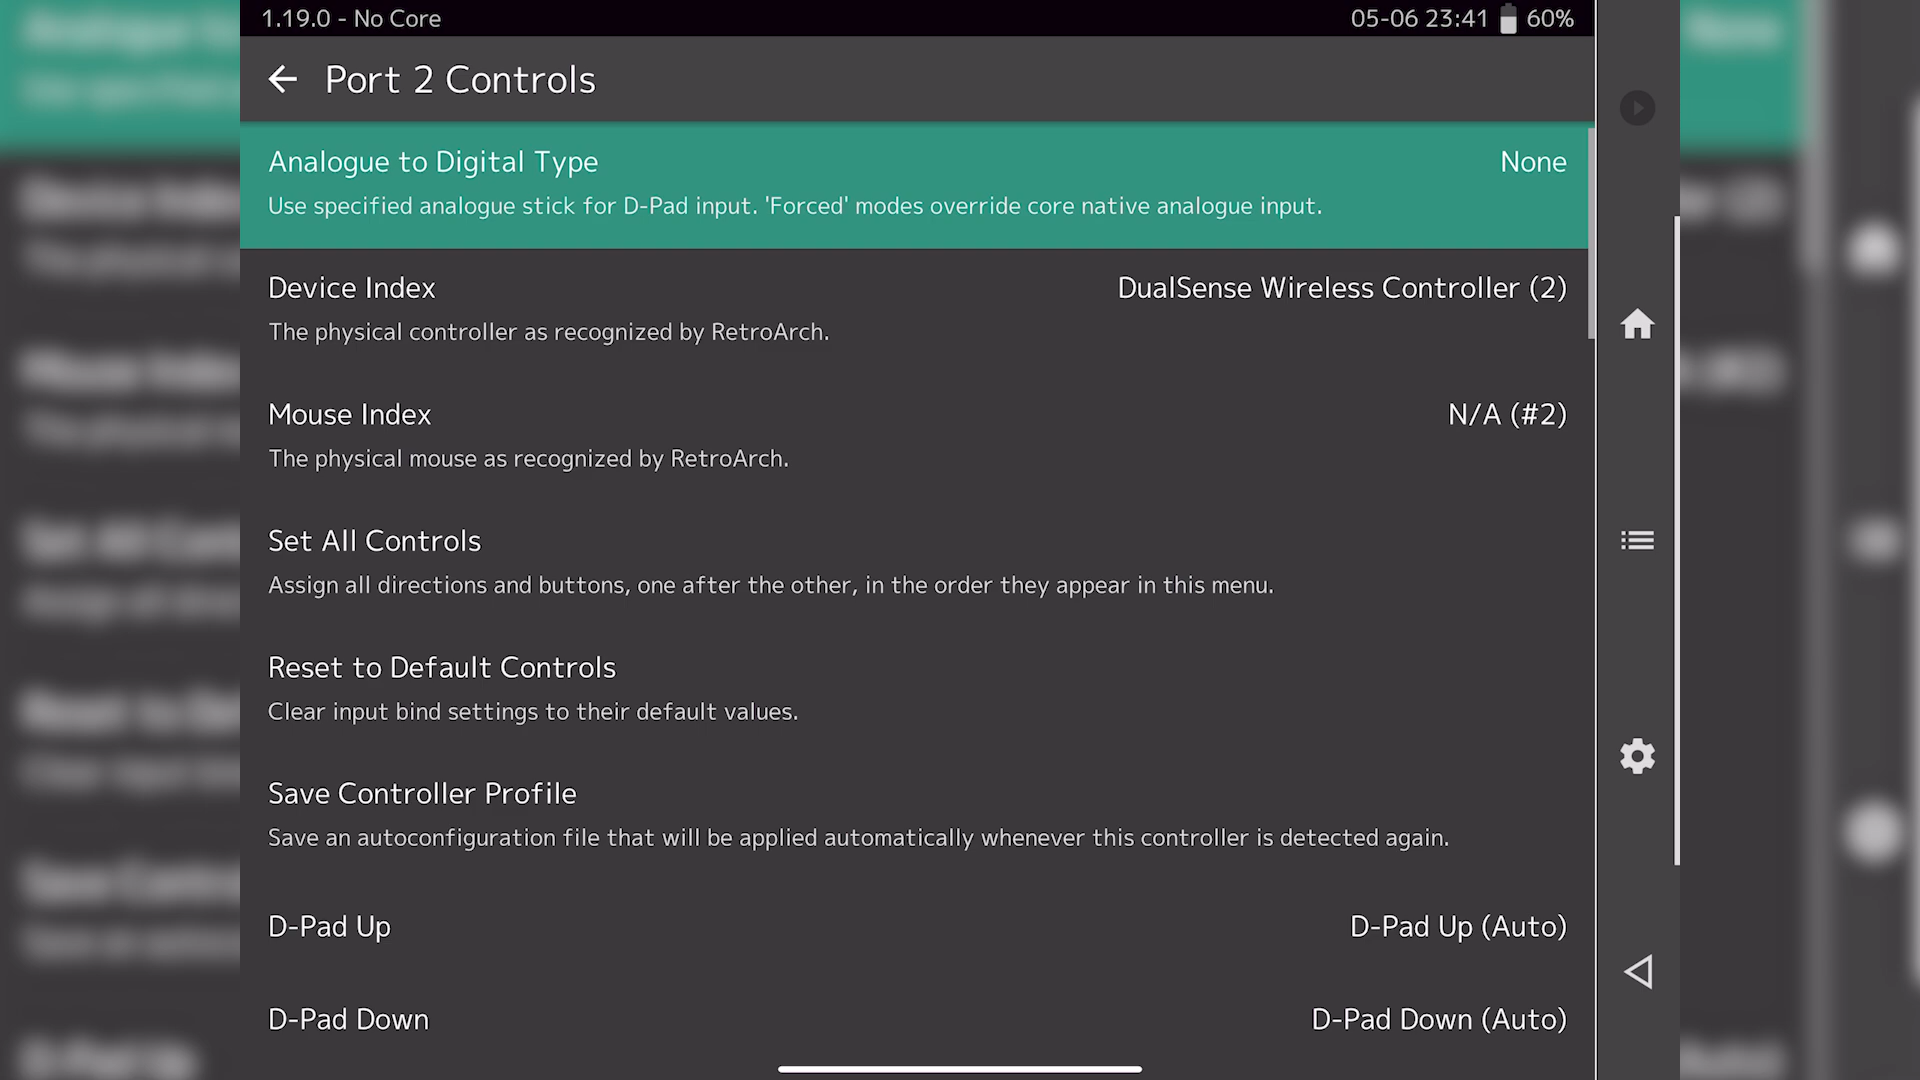 1.19.0 - No Core
05-06 23:41 60%
Port 2 Controls
Analogue to Digital Type None
Use specified analogue stick for D-Pad input. 'Forced' modes override core native analogue input.
Device Index DualSense Wireless Controller (2)
The physical controller as recognized by RetroArch.
Mouse Index N/A (#2)
The physical mouse as recognized by RetroArch.
Set All Controls
Assign all directions and buttons, one after the other, in the order they appear in this menu.
Reset to Default Controls
Clear input bind settings to their default values.
Save Controller Profile
Save an autoconfiguration file that will be applied automatically whenever this controller is detected again.
D-Pad Up D-Pad Up (Auto)
D-Pad Down D-Pad Down (Auto)